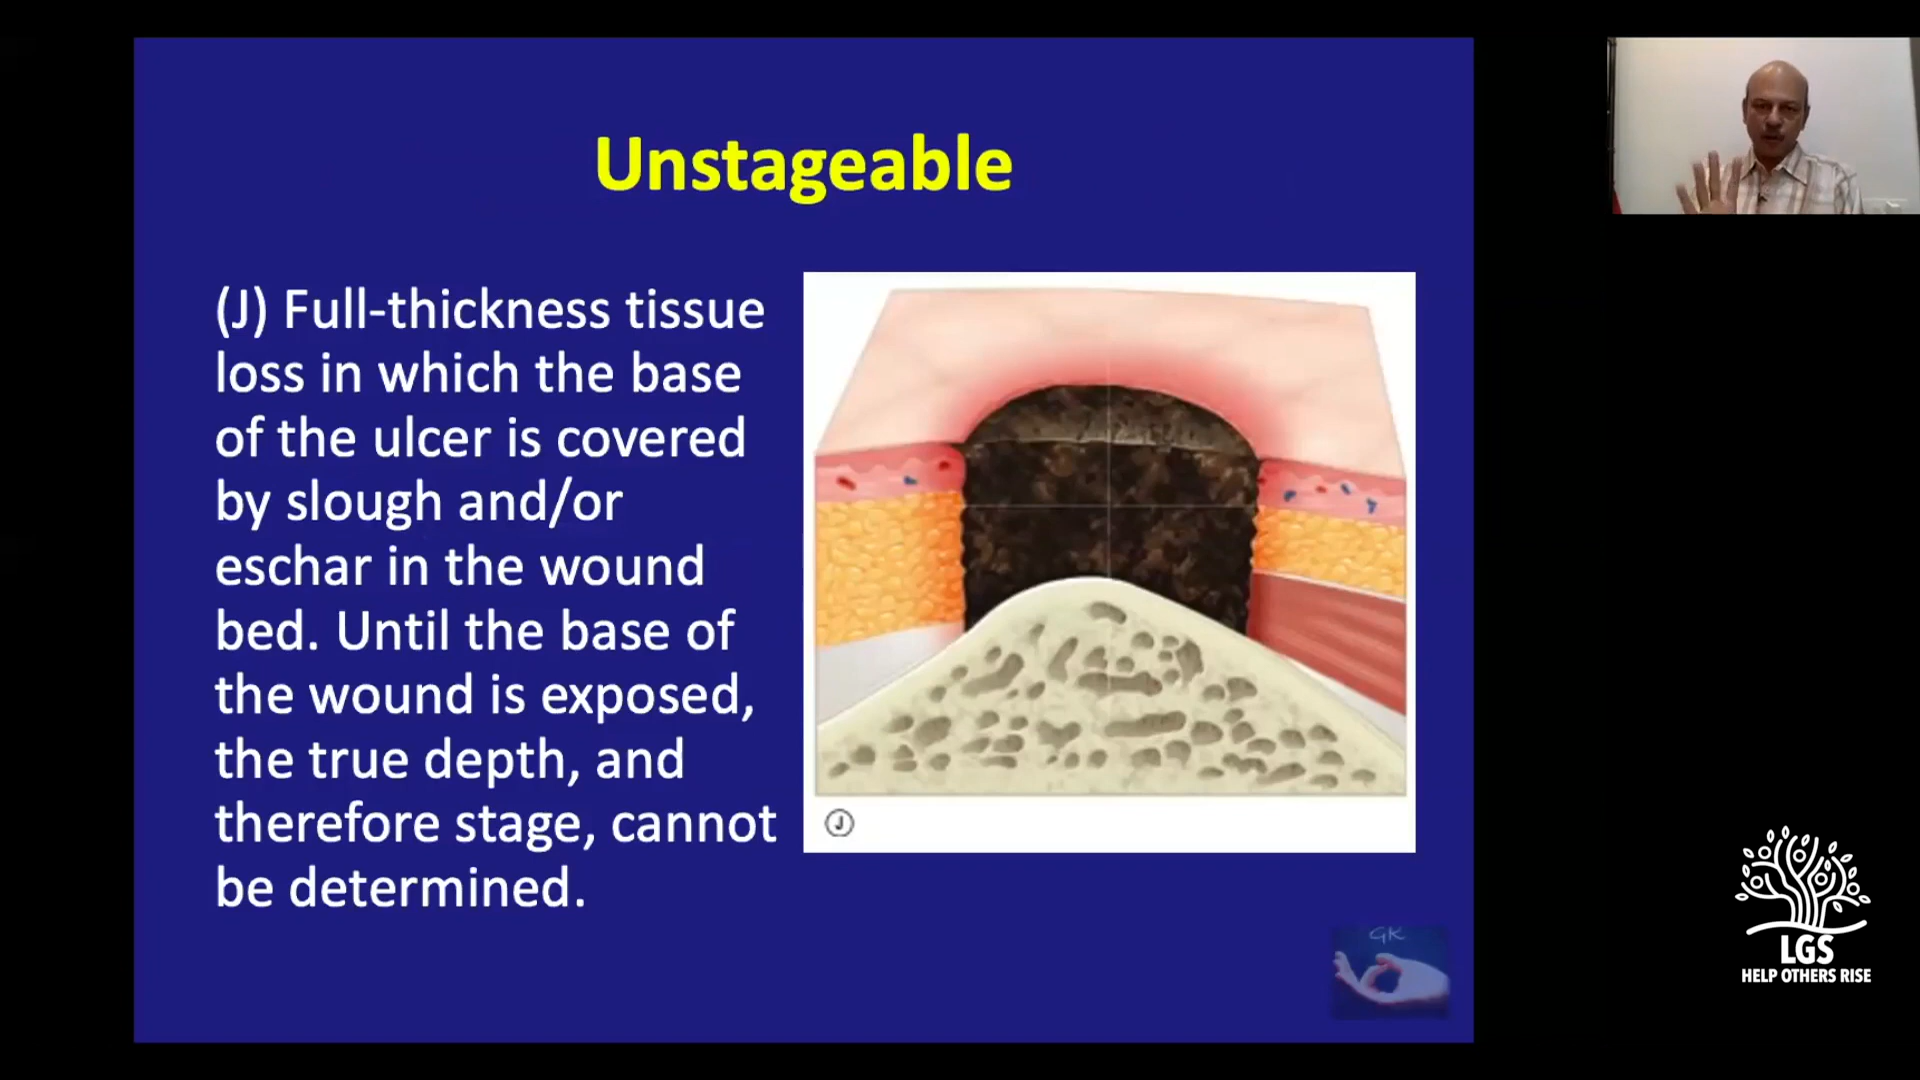 Unstageable
(J) Full-thickness tissue
loss in which the base
of the ulcer is covered
by slough and/or
eschar in the wound
bed. Until the base of
the wound is exposed,
the true depth, and
therefore stage, cannot
be determined.
J
GK
LGS
HELP OTHERS RISE